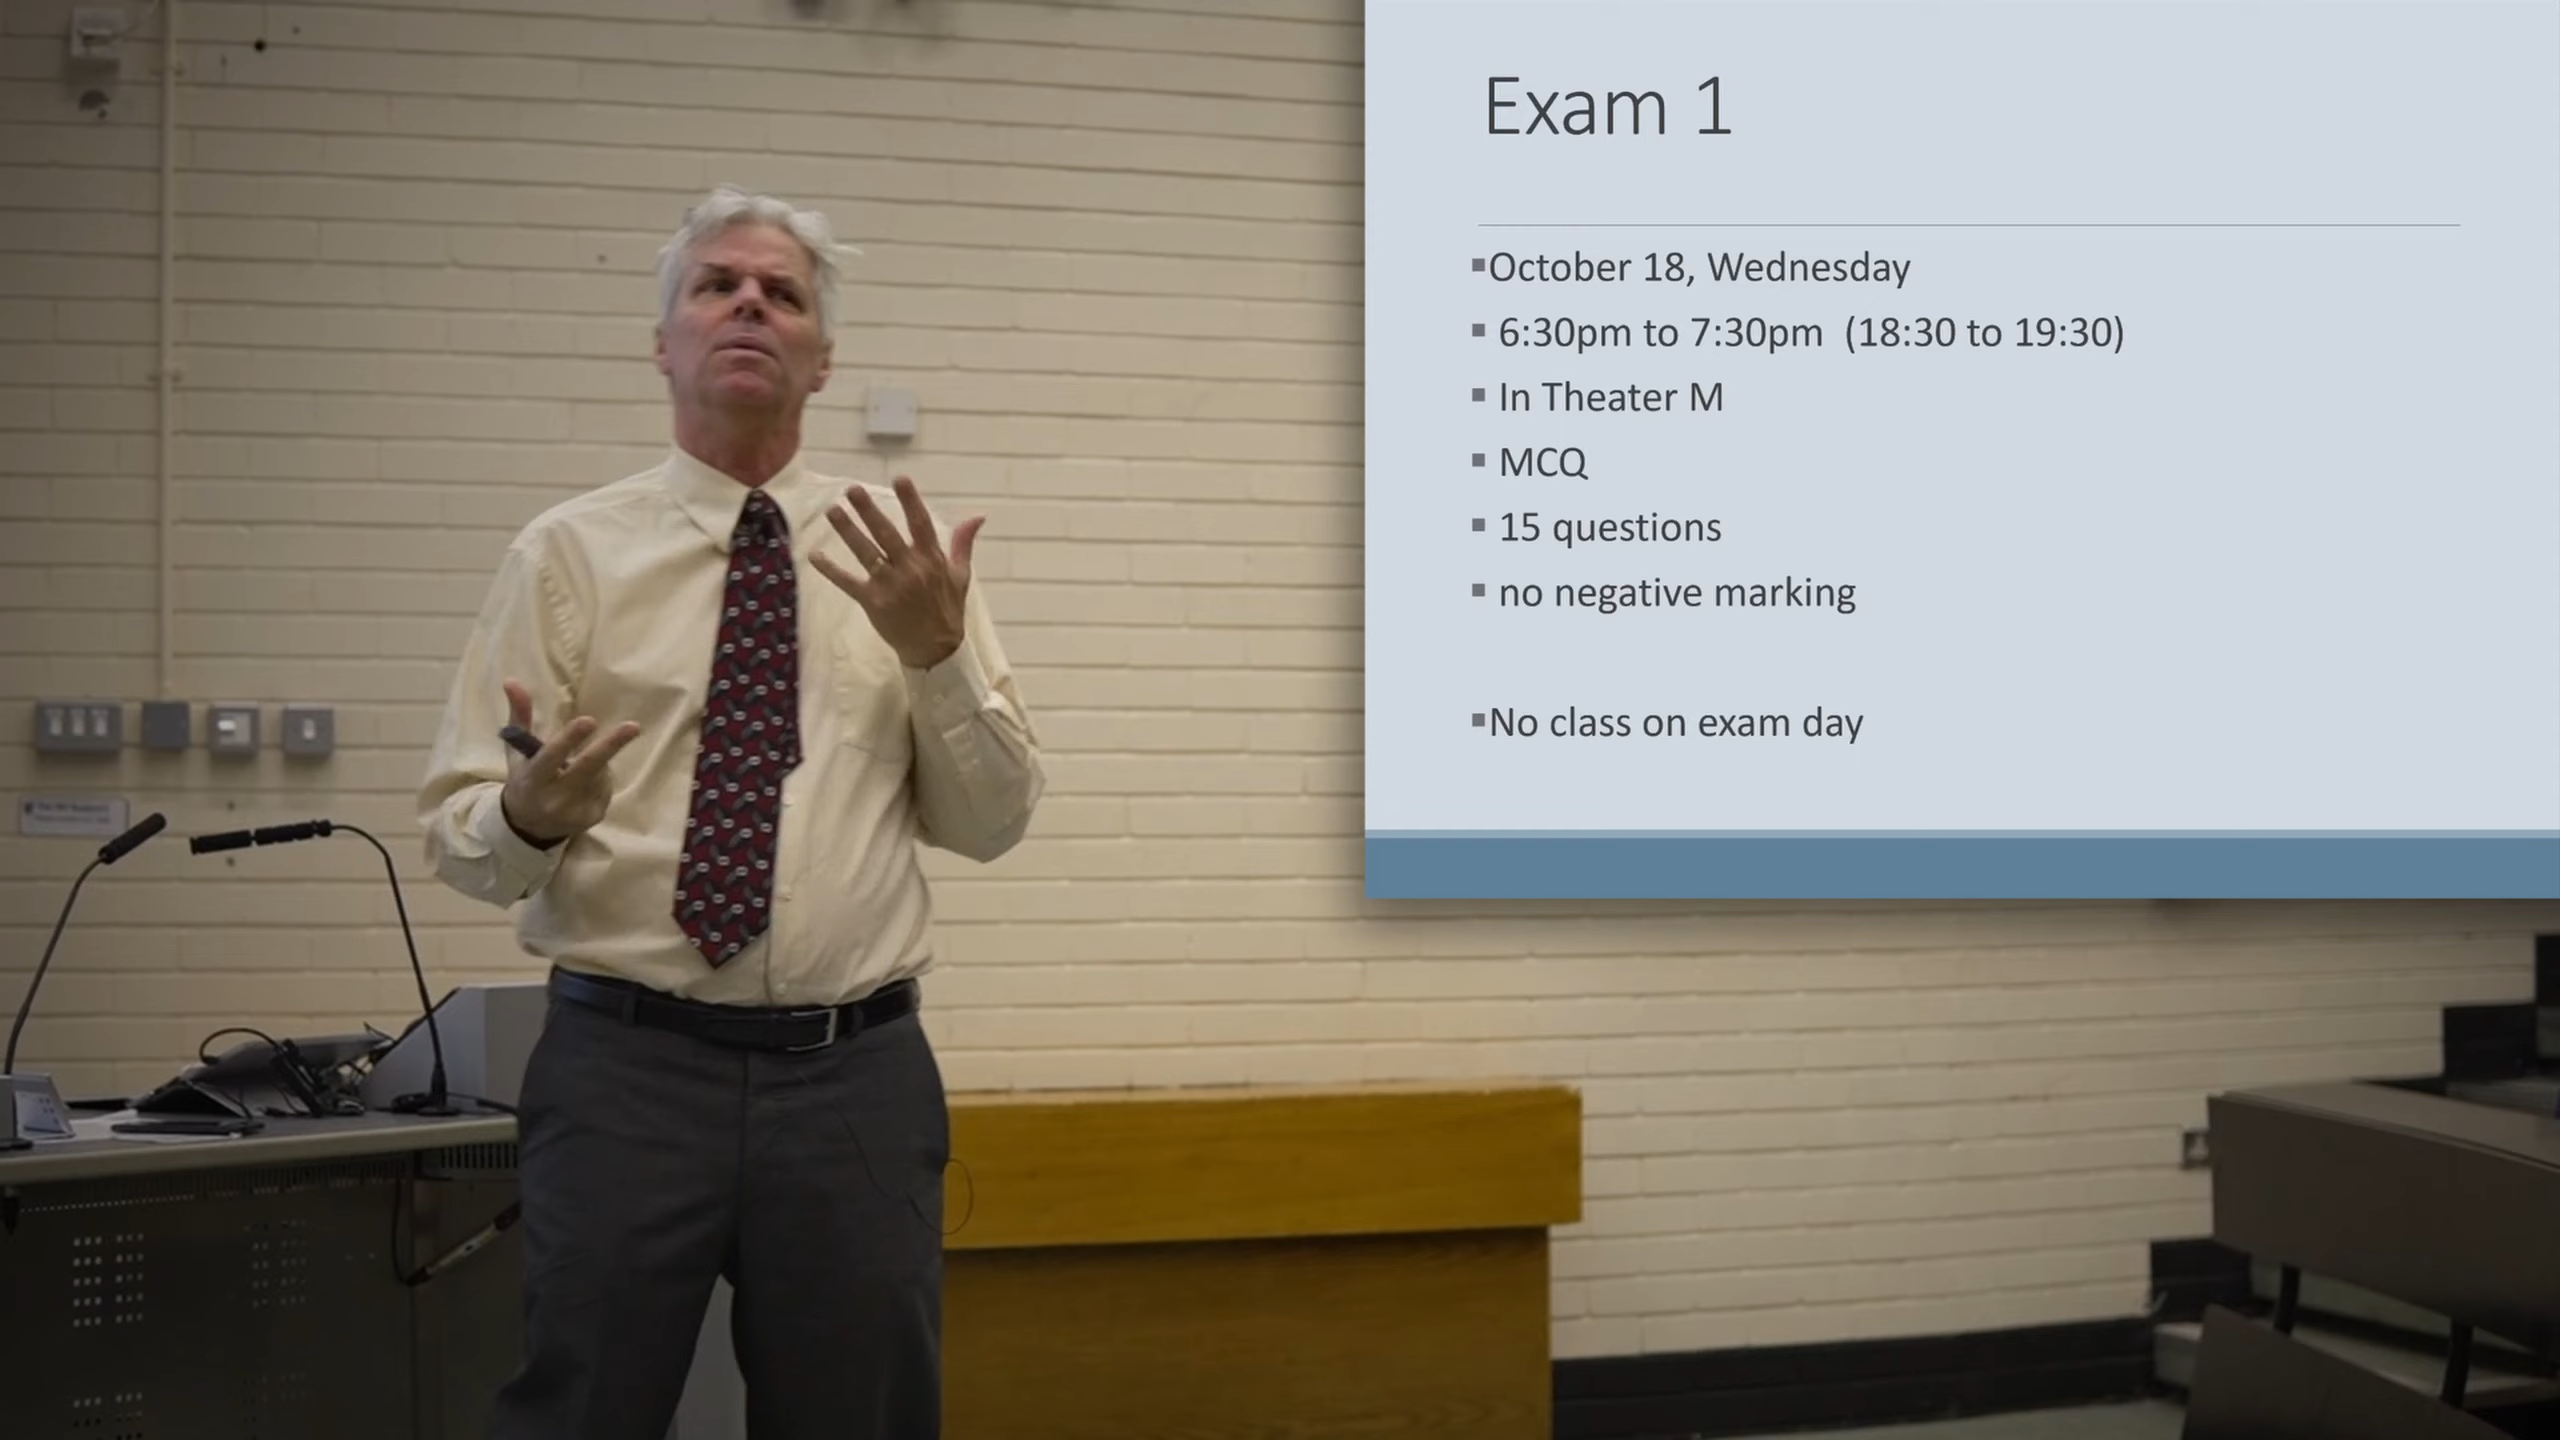 Exam 1
▪October 18, Wednesday
▪ 6:30pm to 7:30pm (18:30 to 19:30)
▪ In Theater M
▪ MCQ
▪ 15 questions
▪ no negative marking
▪No class on exam day